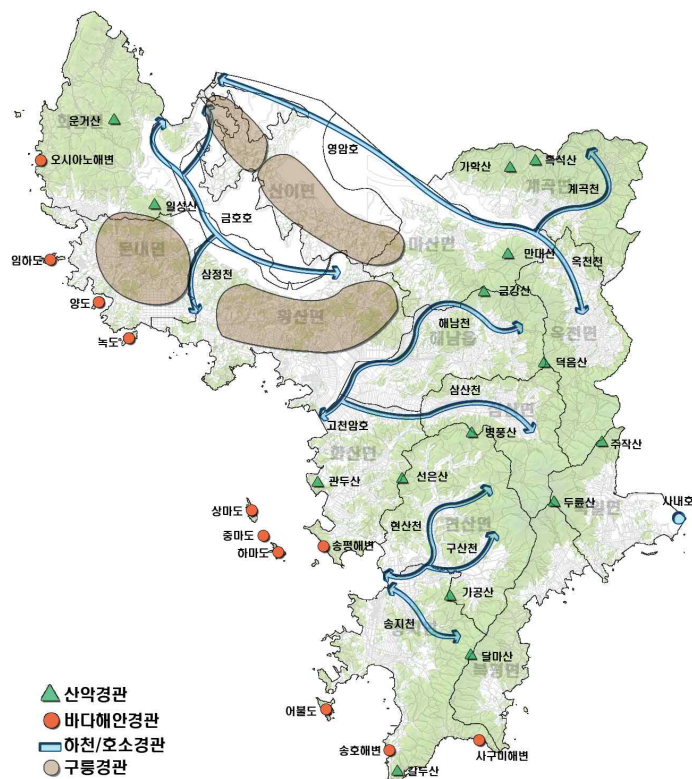 운거산
화원면
오시아노해변
영암호
가학산
흑석산
계곡면
계곡천
산이면
일성산
금호호
문내면
마산면
만대산
옥천천
임하도
삼정천
금강산
양도
황산면
해남천
해남읍
옥천면
녹도
덕음산
삼산천
삼산면
고천암호
병풍산
주작산
화산면
관두산
선은산
두륜산
사내호
북일면
상마도
현산천
현산면
중마도
송평해변
구산천
하마도
가공산
송지천
송지면
달마산
북평면
산악경관
어불도
바다해안경관
송호해변
사구미해변
하천/호소경관
갈두산
구릉경관